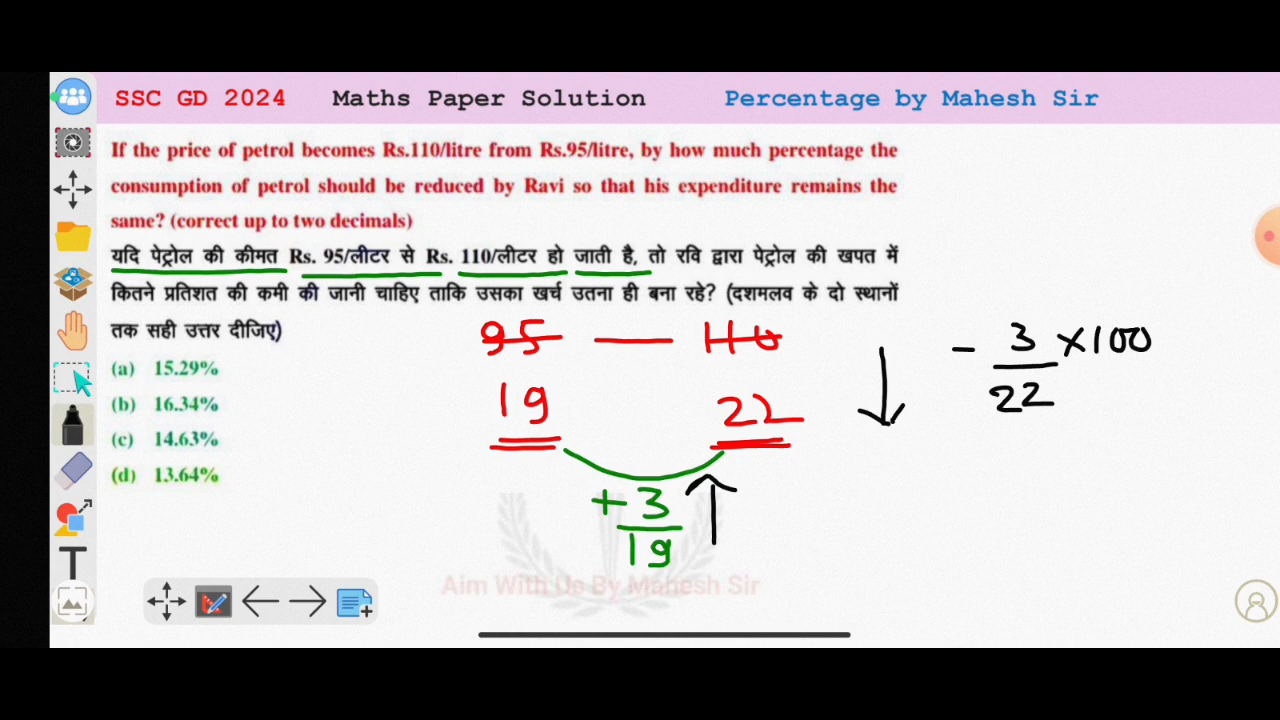 SSC GD 2024 Maths Paper Solution Percentage by Mahesh Sir
If the price of petrol becomes Rs.110/litre from Rs.95/litre, by how much percentage the
consumption of petrol should be reduced by Ravi so that his expenditure remains the
same? (correct up to two decimals)
यदि पेट्रोल की कीमत Rs. 95/लीटर से Rs. 110/लीटर हो जाती है, तो रवि द्वारा पेट्रोल की खपत में
कितने प्रतिशत की कमी की जानी चाहिए ताकि उसका खर्च उतना ही बना रहे? (दशमलव के दो स्थानों
तक सही उत्तर दीजिए)
(a) 15.29%
(b) 16.34%
(c) 14.63%
(d) 13.64%
95 — 110
19 22
+3
19
- 3 ×100
22
Aim With Us By Mahesh Sir
T